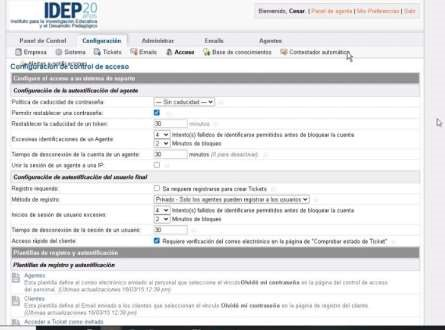 IDEP 20 años
Instituto para la Investigación Educativa
y el Desarrollo Pedagógico
Bienvenido, Cesar. | Panel de agente | Mis Preferencias | Salir
Panel de Control Configuración Administrar Emails Agentes
Empresa Sistema Tickets Emails Acceso Base de conocimientos Contestador automático
Alertas y notificaciones
Configuración de control de acceso
Configure el acceso a su sistema de soporte
Configuración de la autentificación del agente
Política de caducidad de contraseña: — Sin caducidad —
Permitir restablecer una contraseña:
Restablecer la caducidad de un token: 30 minutos
Excesivas identificaciones de un Agente: 4 Intento(s) fallidos de identificarse permitidos antes de bloquear la cuenta
2 Minutos de bloqueo
Tiempo de desconexión de la cuenta de un agente: 30 minutos (0 para desactivar).
Unir la sesión de un agente a una IP:
Configuración de autentificación del usuario final
Registro requerido: Se requiere registrarse para crear Tickets
Método de registro: Privado - Solo los agentes pueden registrar a los usuarios
Inicios de sesión de usuario excesivo: 4 Intento(s) fallidos de identificarse permitidos antes de bloquear la cuenta
2 Minutos de bloqueo
Tiempo de desconexión de la sesión de un usuario: 30
Acceso rápido del cliente: Requiere verificación del correo electrónico en la página de "Comprobar estado de Ticket"
Plantillas de registro y autentificación
Plantillas de registro y autentificación
Agentes
Esta plantilla define el correo electrónico enviado al personal que seleccione el vínculo Olvidé mi contraseña en la página del control de acceso
del personal. (Últimas actualizaciones 16/03/15 12:39 pm)
Clientes
Esta plantilla define el Email enviado a los clientes que seleccionan el vínculo Olvidé mi contraseña en la página de registro del cliente.
(Últimas actualizaciones 16/03/15 12:39 pm)
Acceder a Ticket como invitado